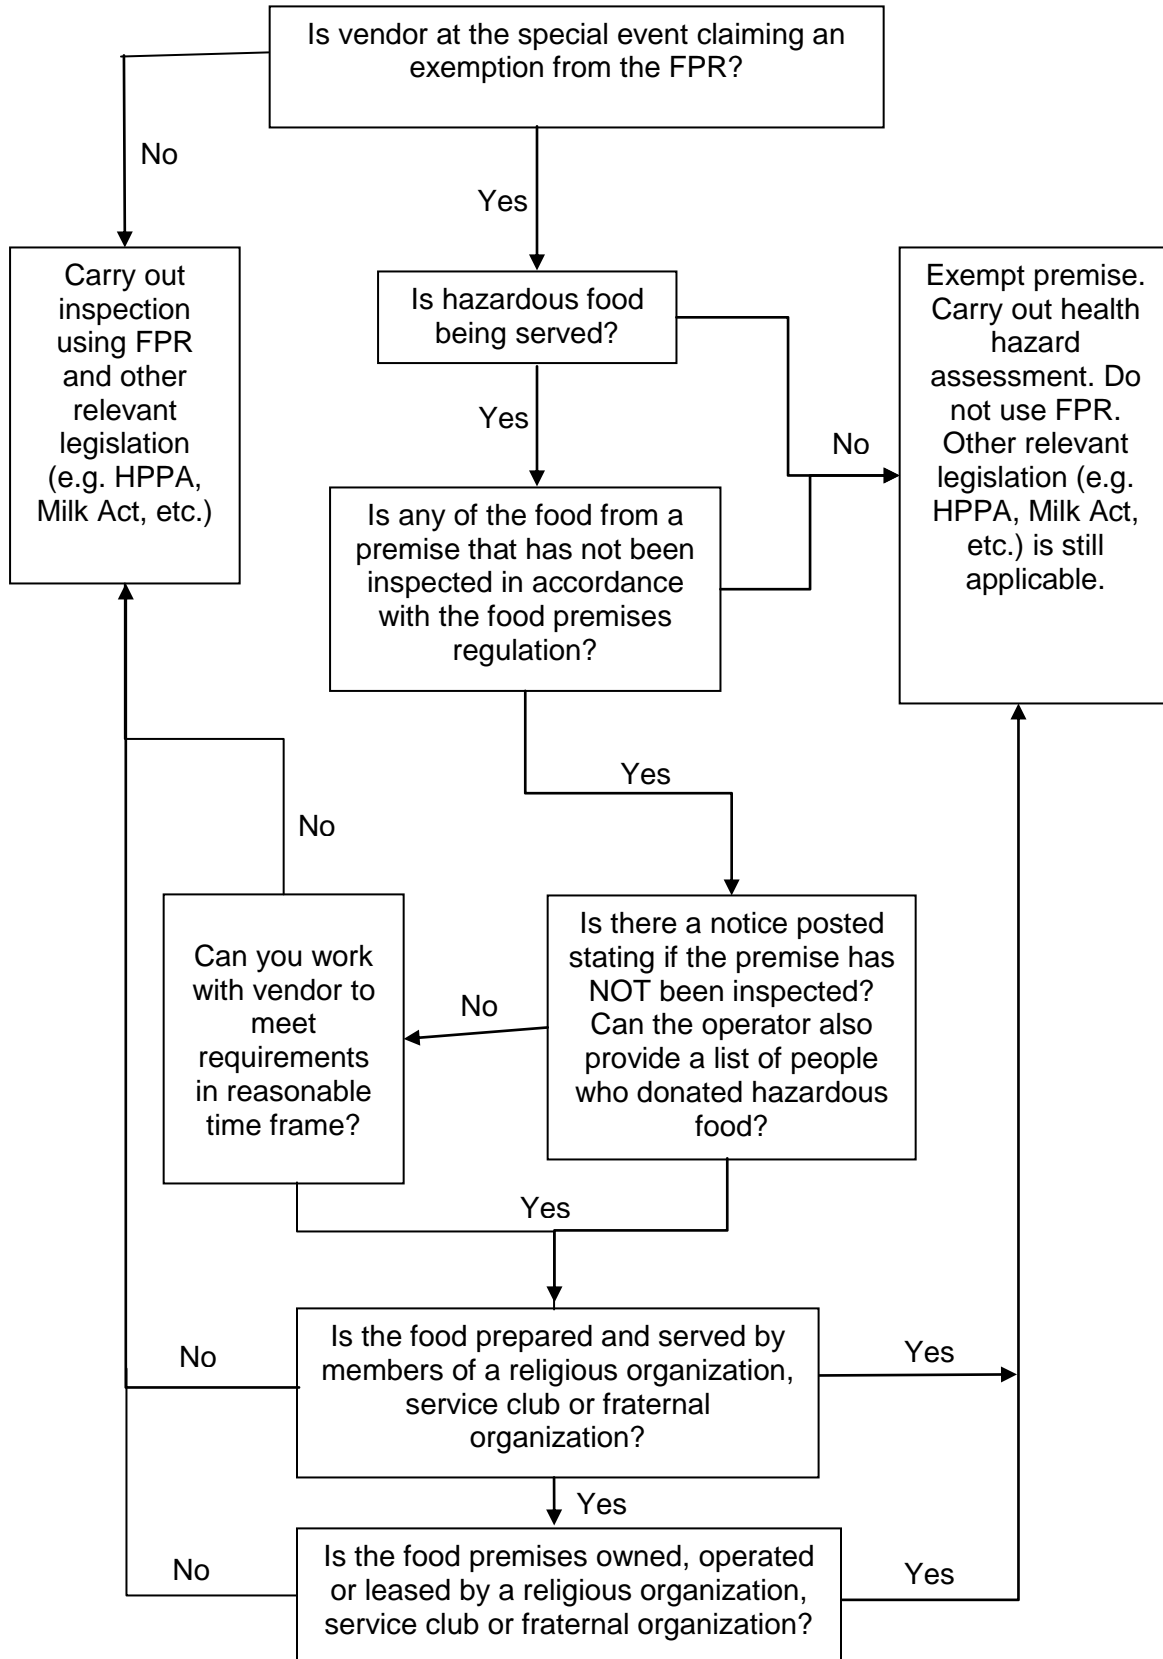 Is vendor at the special event claiming an
exemption from the FPR?
No
Yes
Carry out
inspection
using FPR
and other
relevant
legislation
(e.g. HPPA,
Milk Act, etc.)
Is hazardous food
being served?
Exempt premise.
Carry out health
hazard
assessment. Do
not use FPR.
Other relevant
legislation (e.g.
HPPA, Milk Act,
etc.) is still
applicable.
Yes
No
Is any of the food from a
premise that has not been
inspected in accordance
with the food premises
regulation?
Yes
No
Can you work
with vendor to
meet
requirements
in reasonable
time frame?
No
Is there a notice posted
stating if the premise has
NOT been inspected?
Can the operator also
provide a list of people
who donated hazardous
food?
Yes
No
Is the food prepared and served by
members of a religious organization,
service club or fraternal
organization?
Yes
Yes
No
Is the food premises owned, operated
or leased by a religious organization,
service club or fraternal organization?
Yes